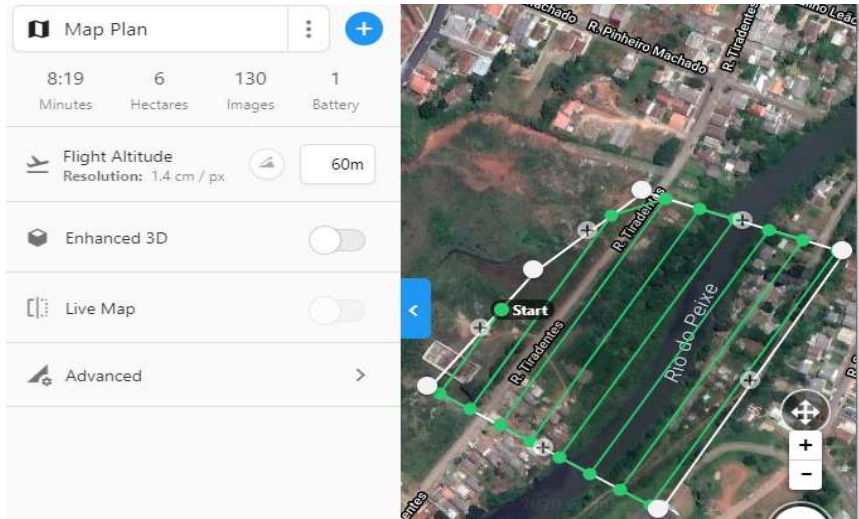 Map Plan
8:19 6 130 1
Minutes Hectares Images Battery
Flight Altitude
Resolution: 1.4 cm / px
60m
Enhanced 3D
Live Map
Advanced
Machado
R. Pinheiro Machado
R. Tiradentes
R. Tiradentes
Start
Rio do Peixe
R. Tiradentes
+
-